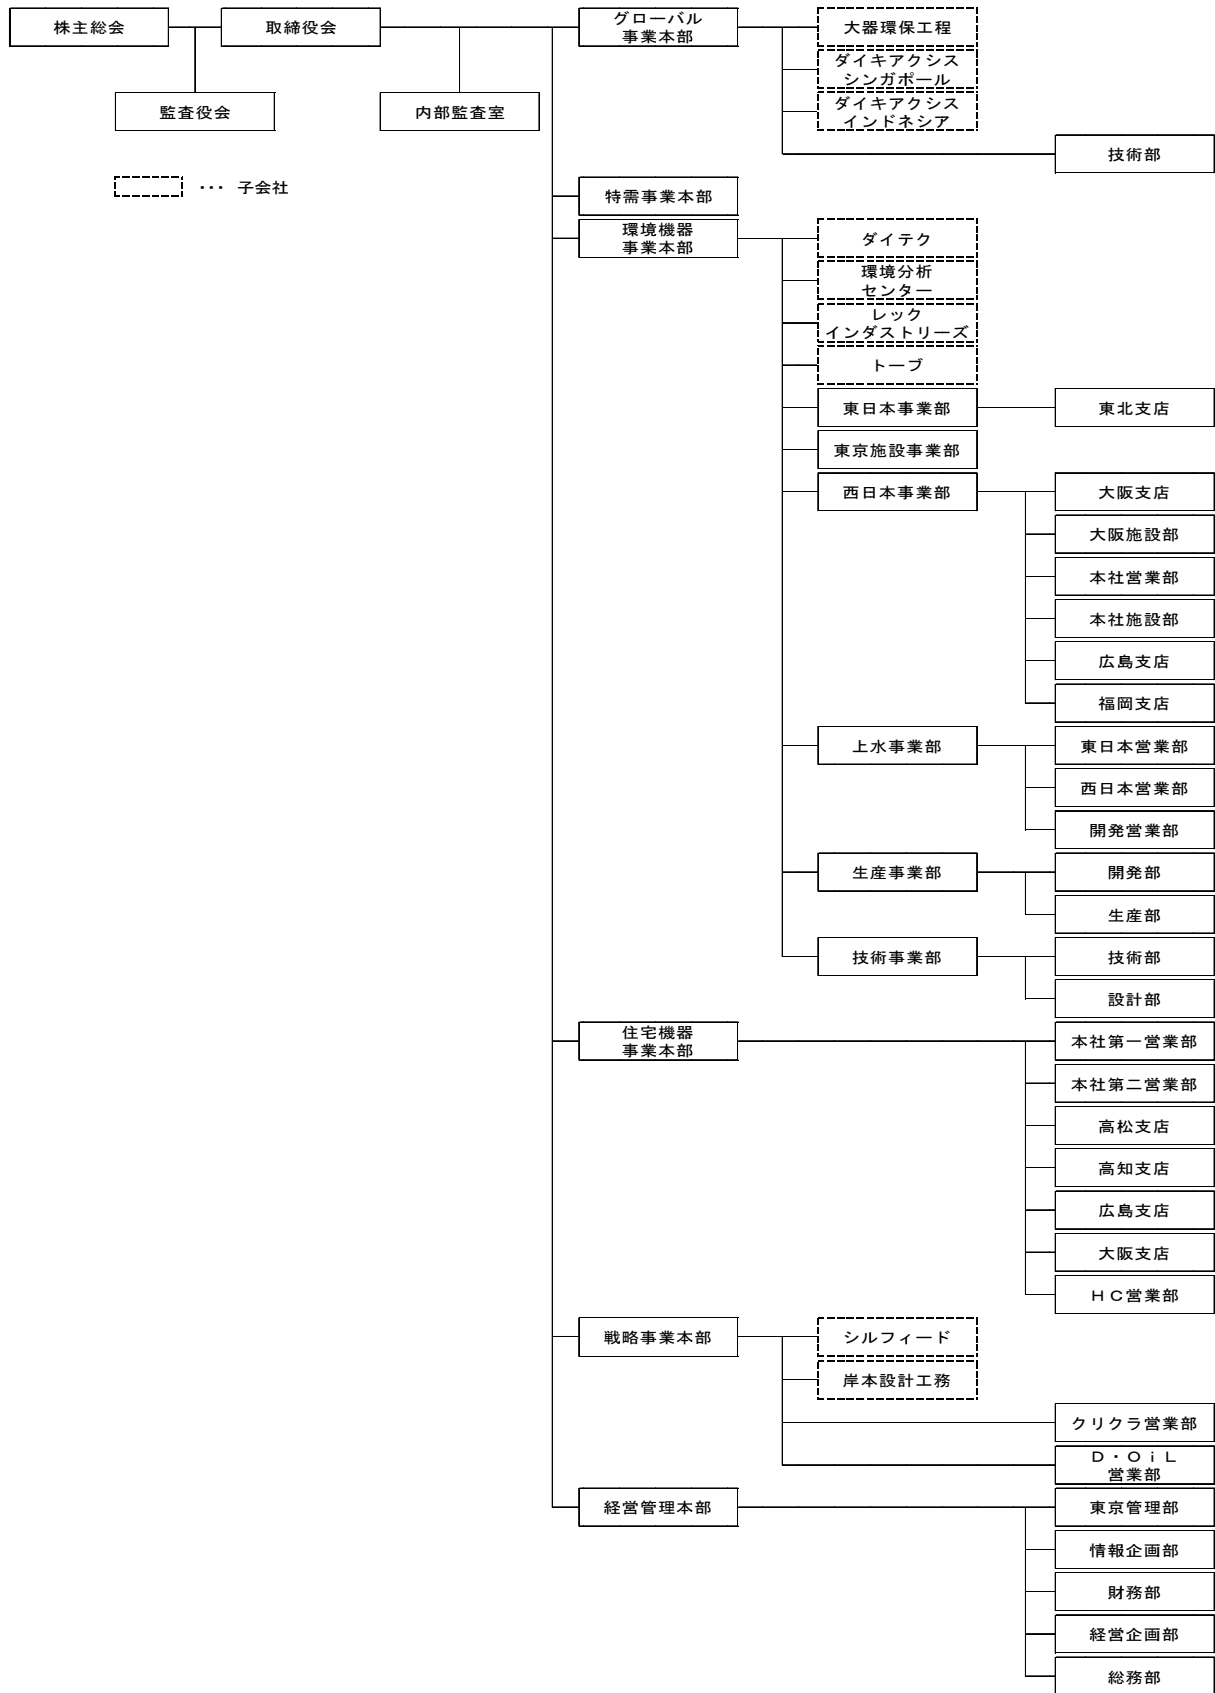 株主総会
取締役会
グローバル
事業本部
大器環保工程
ダイキアクシス
シンガポール
監査役会
内部監査室
ダイキアクシス
インドネシア
技術部
･･･ 子会社
特需事業本部
環境機器
事業本部
ダイテク
環境分析
センター
レック
インダストリーズ
トーブ
東日本事業部
東北支店
東京施設事業部
西日本事業部
大阪支店
大阪施設部
本社営業部
本社施設部
広島支店
福岡支店
上水事業部
東日本営業部
西日本営業部
開発営業部
生産事業部
開発部
生産部
技術事業部
技術部
設計部
住宅機器
事業本部
本社第一営業部
本社第二営業部
高松支店
高知支店
広島支店
大阪支店
ＨＣ営業部
戦略事業本部
シルフィード
岸本設計工務
クリクラ営業部
Ｄ・ＯｉＬ
営業部
経営管理本部
東京管理部
情報企画部
財務部
経営企画部
総務部